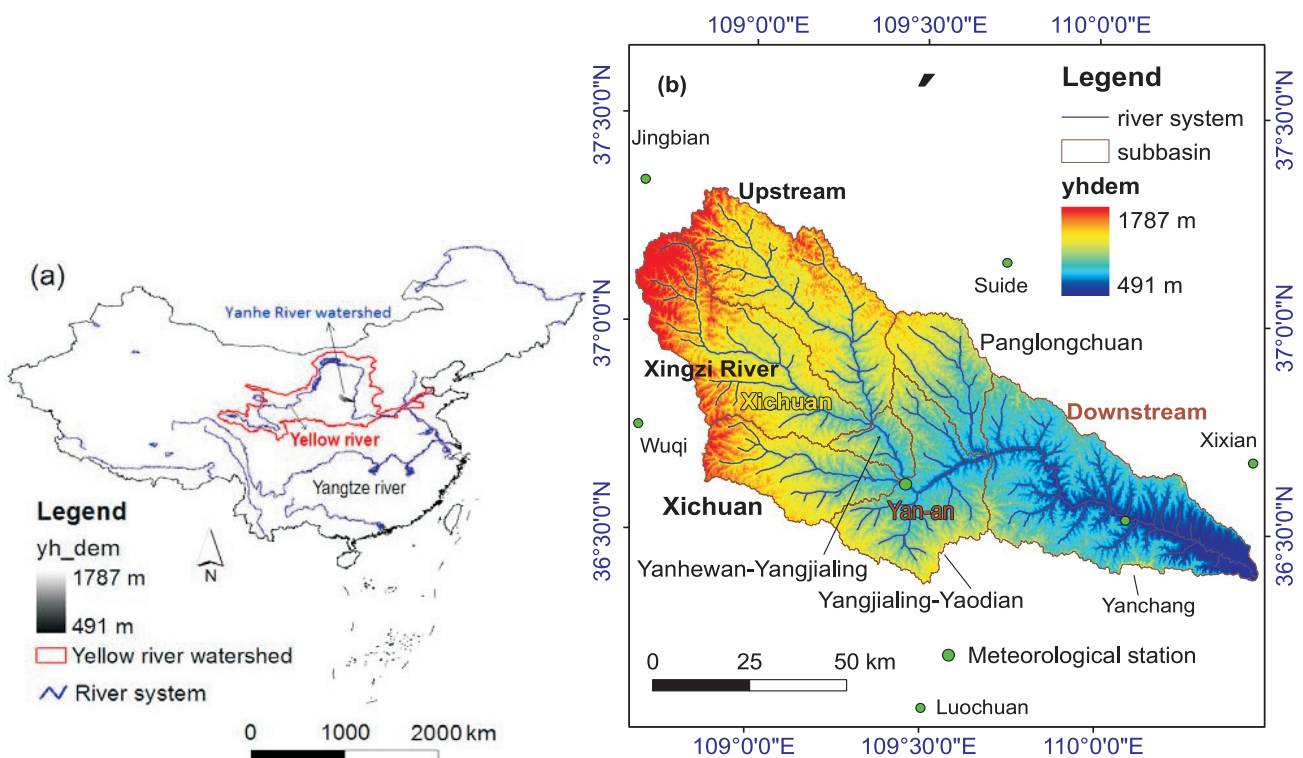 (a)
Yanhe River watershed
Yellow river
Yangtze river
Legend
yh_dem
1787 m
491 m
Yellow river watershed
River system
N
0 1000 2000 km
109°0'0"E 109°30'0"E 110°0'0"E
37°30'0"N
37°0'0"N
36°30'0"N
(b)
Legend
river system
subbasin
yhdem
1787 m
491 m
Jingbian
Upstream
Suide
Panglongchuan
Xingzi River
Xichuan
Downstream
Wuqi
Xixian
Xichuan
Yan-an
Yanhewan-Yangjialing
Yangjialing-Yaodian
Yanchang
0 25 50 km
Meteorological station
Luochuan
37°30'0"N
37°0'0"N
36°30'0"N
109°0'0"E 109°30'0"E 110°0'0"E